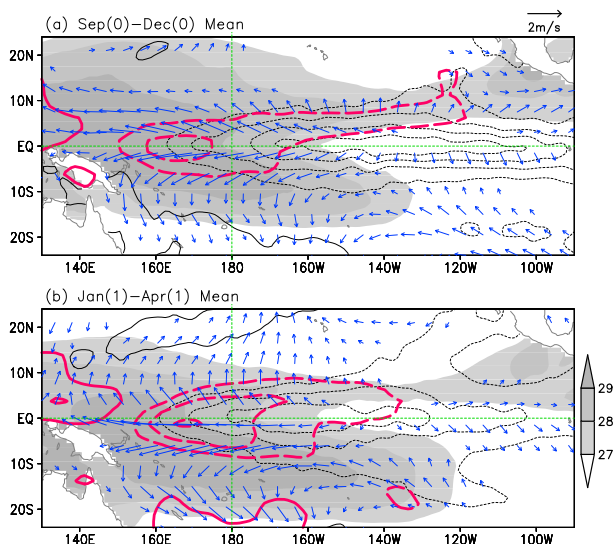 (a) Sep(0)−Dec(0) Mean
2m/s
20N
10N
EQ
10S
20S
140E 160E 180 160W 140W 120W 100W
(b) Jan(1)−Apr(1) Mean
20N
10N
EQ
10S
20S
140E 160E 180 160W 140W 120W 100W
29
28
27